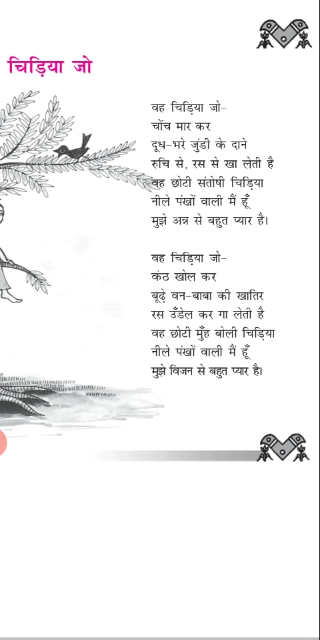 चिड़िया जो
वह चिड़िया जो-
चोंच मार कर
दूध-भरे जुंडी के दाने
रुचि से, रस से खा लेती है
वह छोटी संतोषी चिड़िया
नीले पंखों वाली मैं हूँ
मुझे अन्न से बहुत प्यार है।
वह चिड़िया जो-
कंठ खोल कर
बूढ़े वन-बाबा की खातिर
रस उँडेल कर गा लेती है
वह छोटी मुँह बोली चिड़िया
नीले पंखों वाली मैं हूँ
मुझे विजन से बहुत प्यार है।